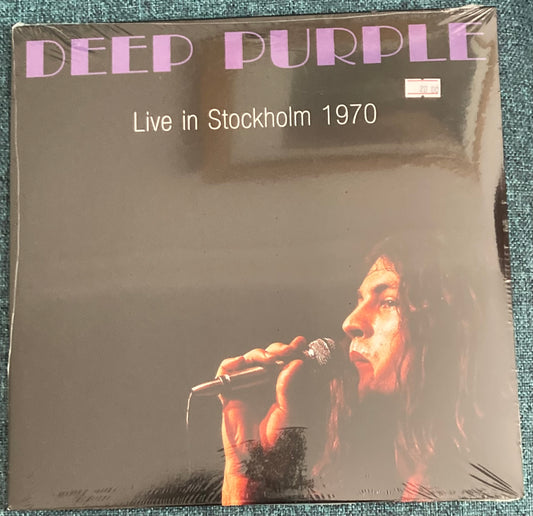 DEEP PURPLE
Live in Stockholm 1970